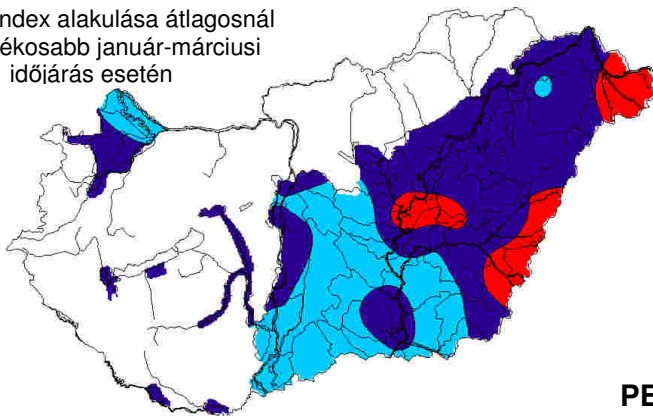 ndex alakulása átlagosnál
ékosabb január-márciusi
időjárás esetén
PE